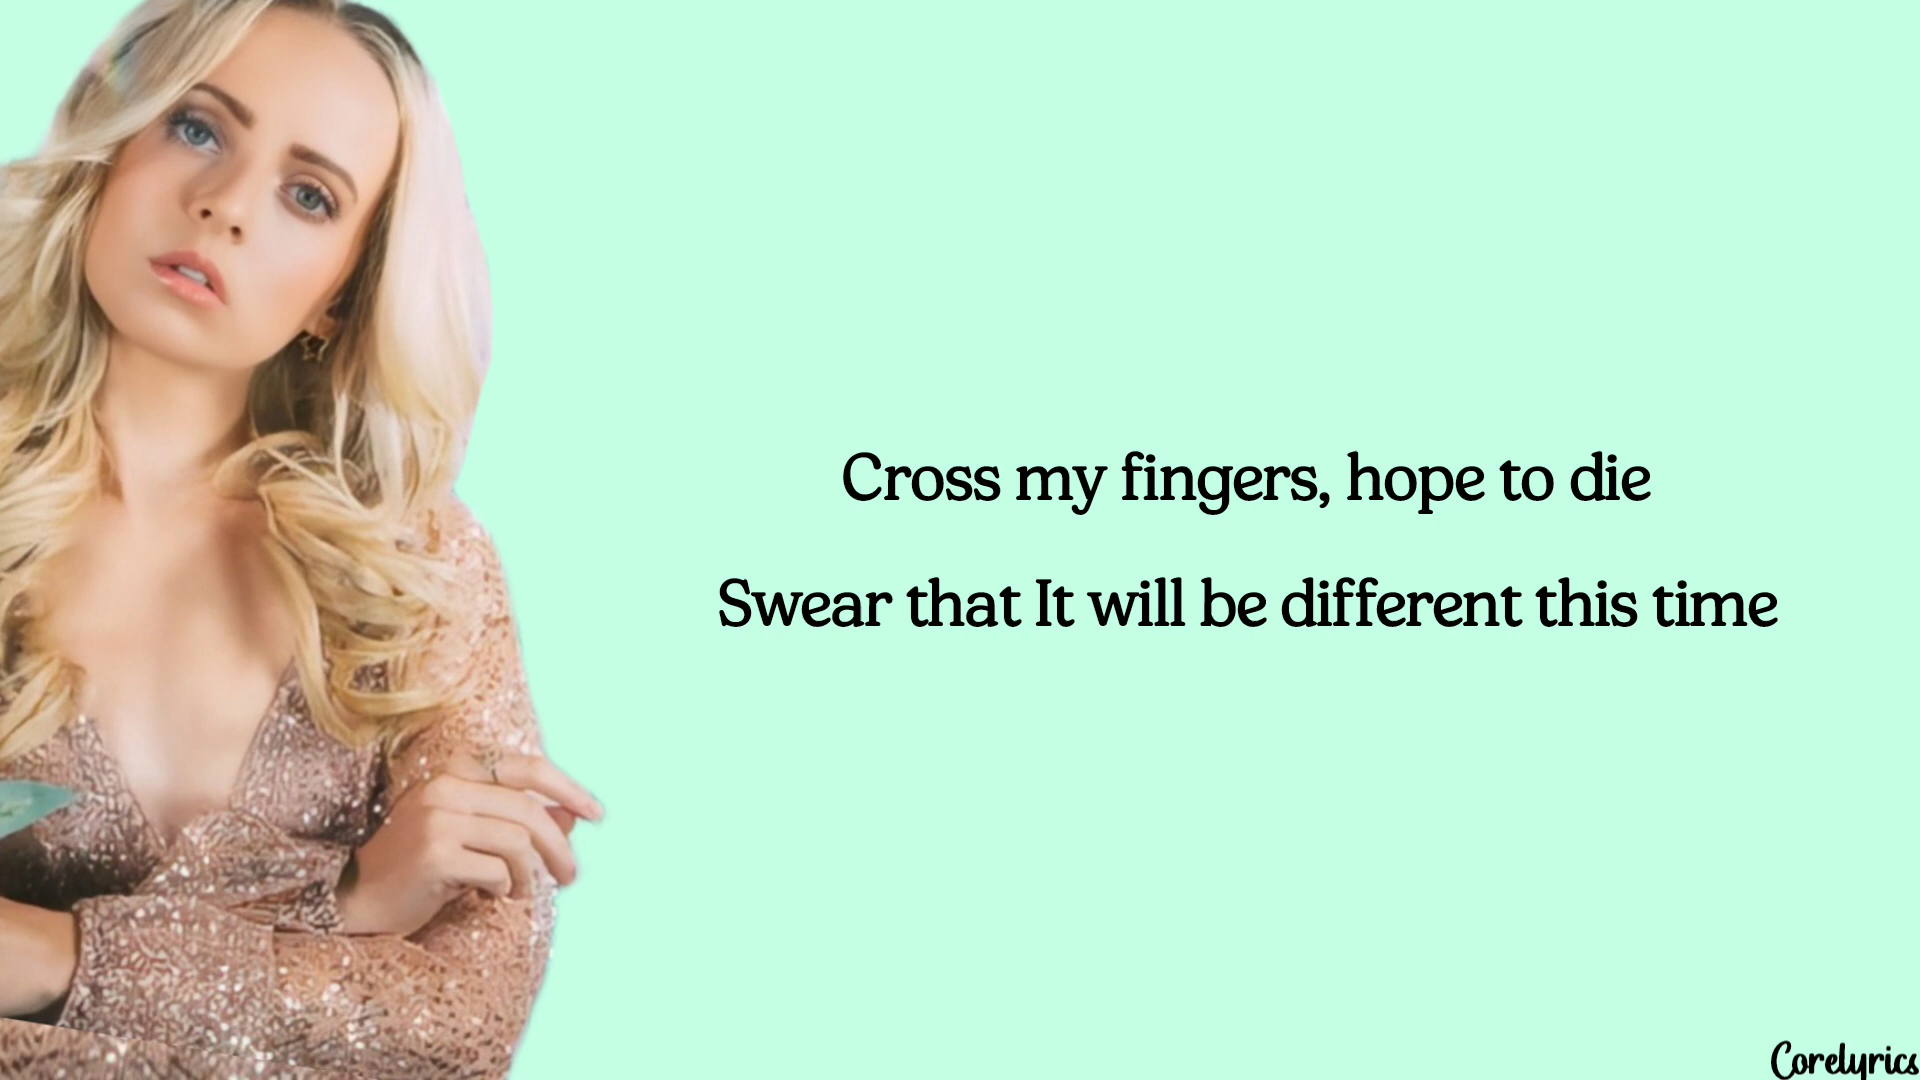 Cross my fingers, hope to die
Swear that It will be different this time
Corelyrics